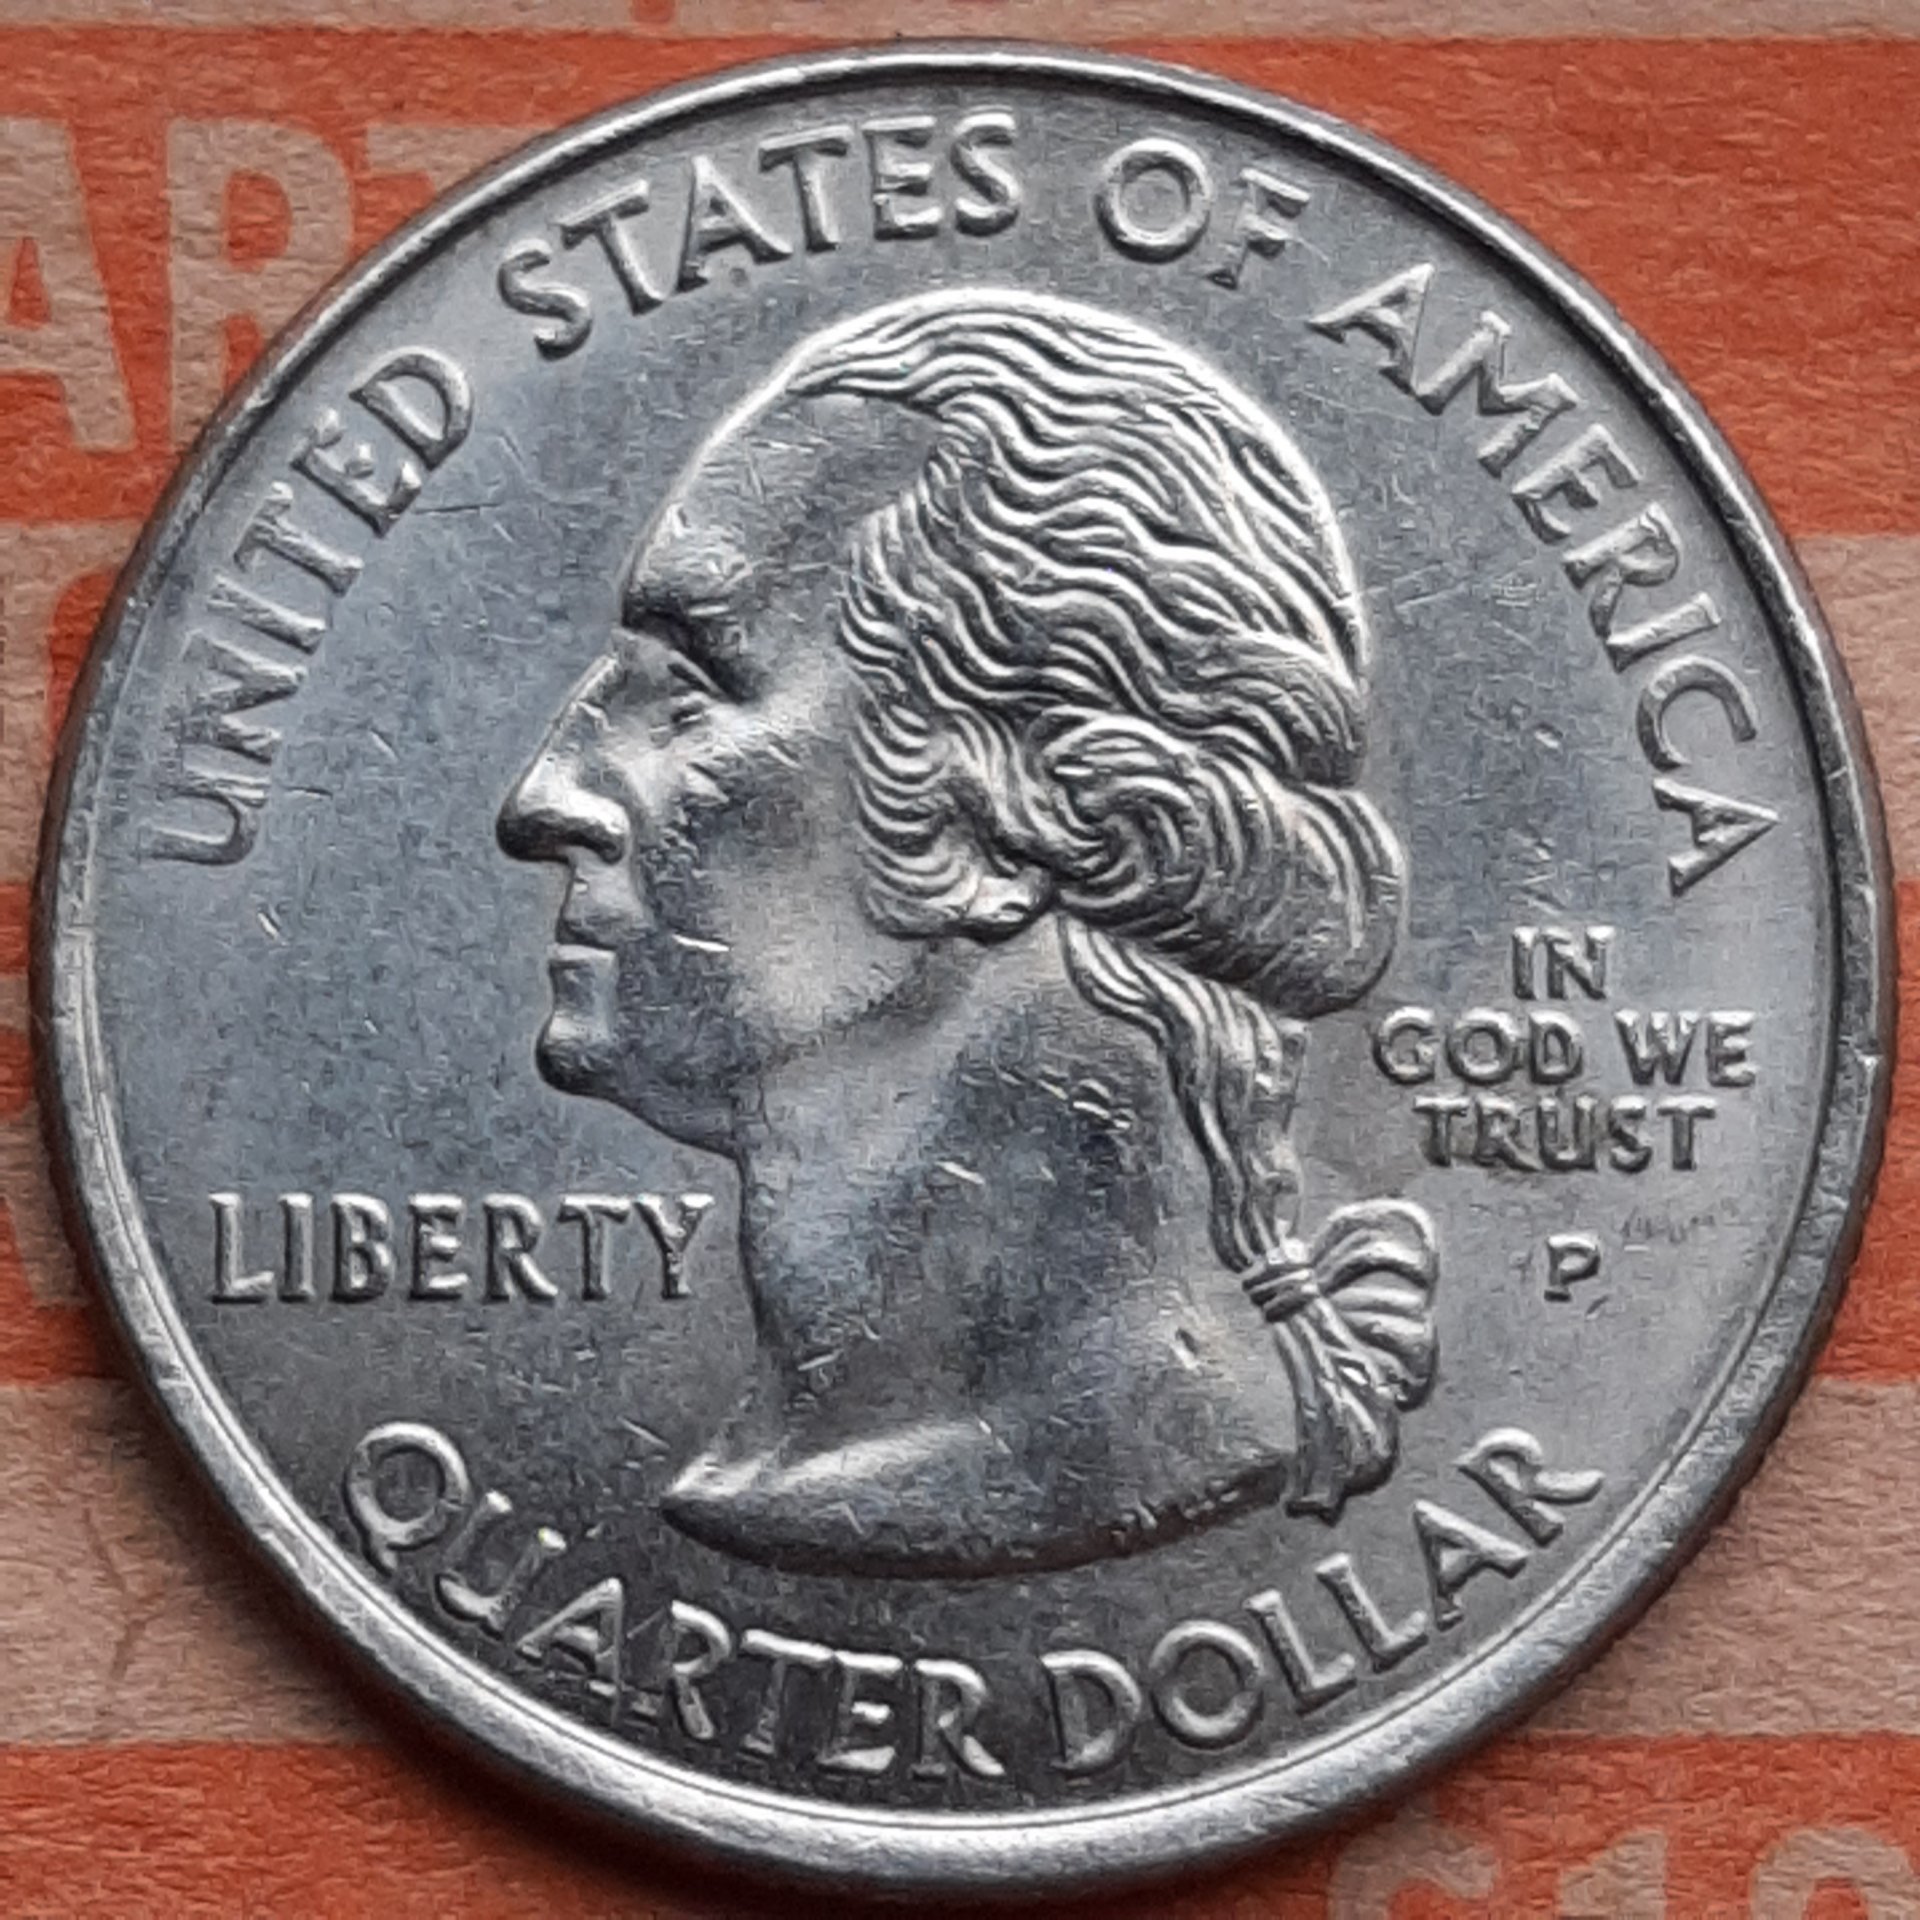 UNITED STATES OF AMERICA
IN
GOD WE
TRUST
LIBERTY
P
QUARTER DOLLAR